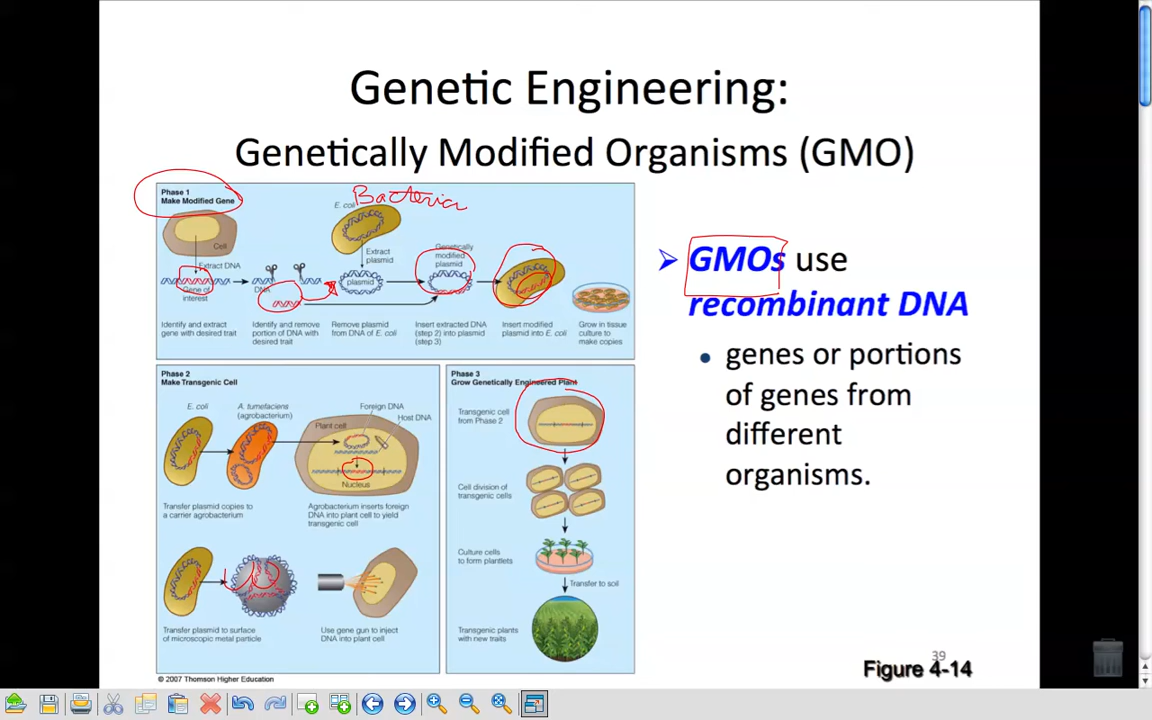 Genetic Engineering:
Genetically Modified Organisms (GMO)
Phase 1
Make Modified Gene
E. coli
Bacteria
Cell
Extract DNA
Extract
plasmid
Genetically
modified
plasmid
Gene of
interest
DNA
plasmid
Identify and extract
gene with desired trait
Identify and remove
portion of DNA with
desired trait
Remove plasmid
from DNA of E. coli
Insert extracted DNA
(step 2) into plasmid
(step 3)
Insert modified
plasmid into E. coli
Grow in tissue
culture to
make copies
Phase 2
Make Transgenic Cell
E. coli
A. tumefaciens
(agrobacterium)
Foreign DNA
Host DNA
Plant cell
Nucleus
Transfer plasmid copies to
a carrier agrobacterium
Agrobacterium inserts foreign
DNA into plant cell to yield
transgenic cell
Transfer plasmid to surface
of microscopic metal particle
Use gene gun to inject
DNA into plant cell
Phase 3
Grow Genetically Engineered Plant
Transgenic cell
from Phase 2
Cell division of
transgenic cells
Culture cells
to form plantlets
Transfer to soil
Transgenic plants
with new traits
© 2007 Thomson Higher Education
➢ GMOs use
recombinant DNA
• genes or portions
of genes from
different
organisms.
39
Figure 4-14